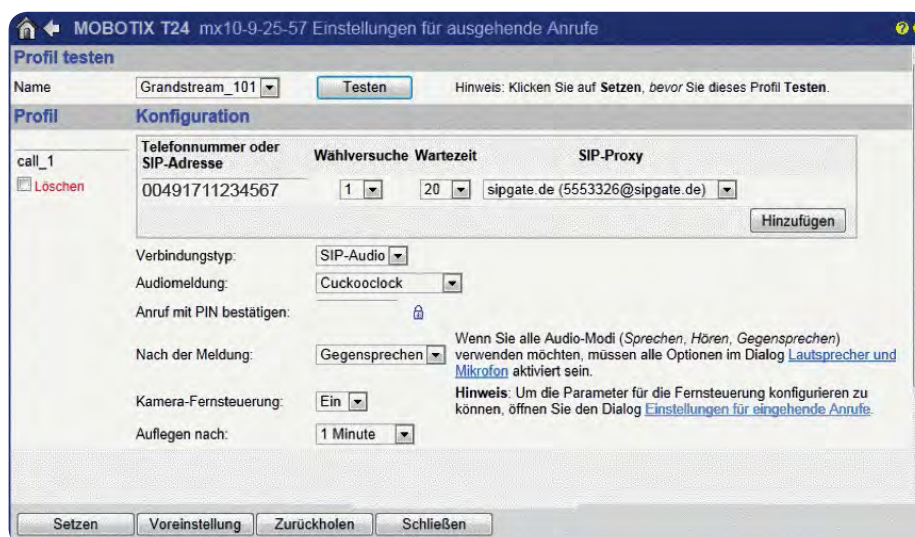 MOBOTIX T24 mx10-9-25-57 Einstellungen für ausgehende Anrufe
Profil testen
Name Grandstream_101 Testen Hinweis: Klicken Sie auf Setzen, bevor Sie dieses Profil Testen.
Profil Konfiguration
call_1
Löschen
Telefonnummer oder
SIP-Adresse Wählversuche Wartezeit SIP-Proxy
00491711234567 1 20 sipgate.de (5553326@sipgate.de)
Hinzufügen
Verbindungstyp: SIP-Audio
Audiomeldung: Cuckooclock
Anruf mit PIN bestätigen:
Nach der Meldung: Gegensprechen
Wenn Sie alle Audio-Modi (Sprechen, Hören, Gegensprechen)
verwenden möchten, müssen alle Optionen im Dialog Lautsprecher und
Mikrofon aktiviert sein.
Kamera-Fernsteuerung: Ein
Hinweis: Um die Parameter für die Fernsteuerung konfigurieren zu
können, öffnen Sie den Dialog Einstellungen für eingehende Anrufe.
Auflegen nach: 1 Minute
Setzen Voreinstellung Zurückholen Schließen